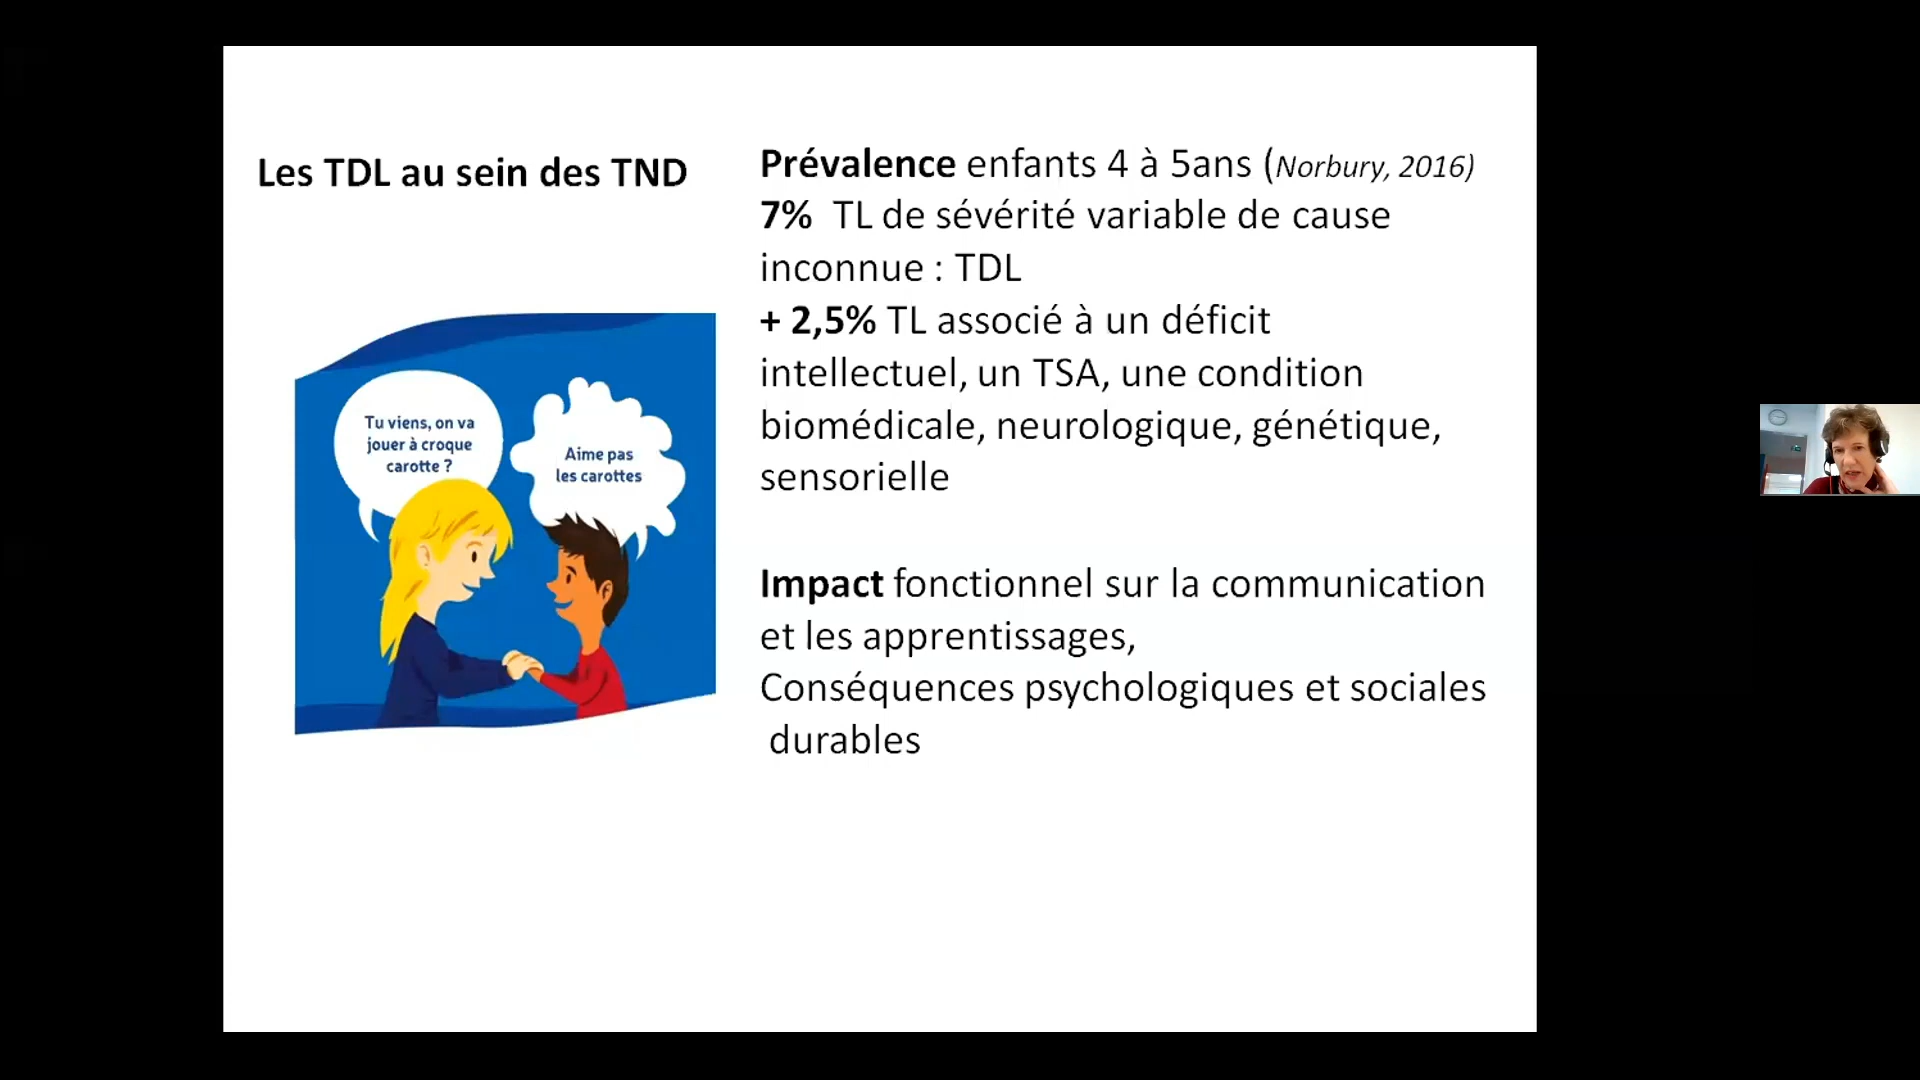 Les TDL au sein des TND
Tu viens, on va
jouer à croque
carotte ?
Aime pas
les carottes
Prévalence enfants 4 à 5ans (Norbury, 2016)
7% TL de sévérité variable de cause
inconnue : TDL
+ 2,5% TL associé à un déficit
intellectuel, un TSA, une condition
biomédicale, neurologique, génétique,
sensorielle
Impact fonctionnel sur la communication
et les apprentissages,
Conséquences psychologiques et sociales
durables